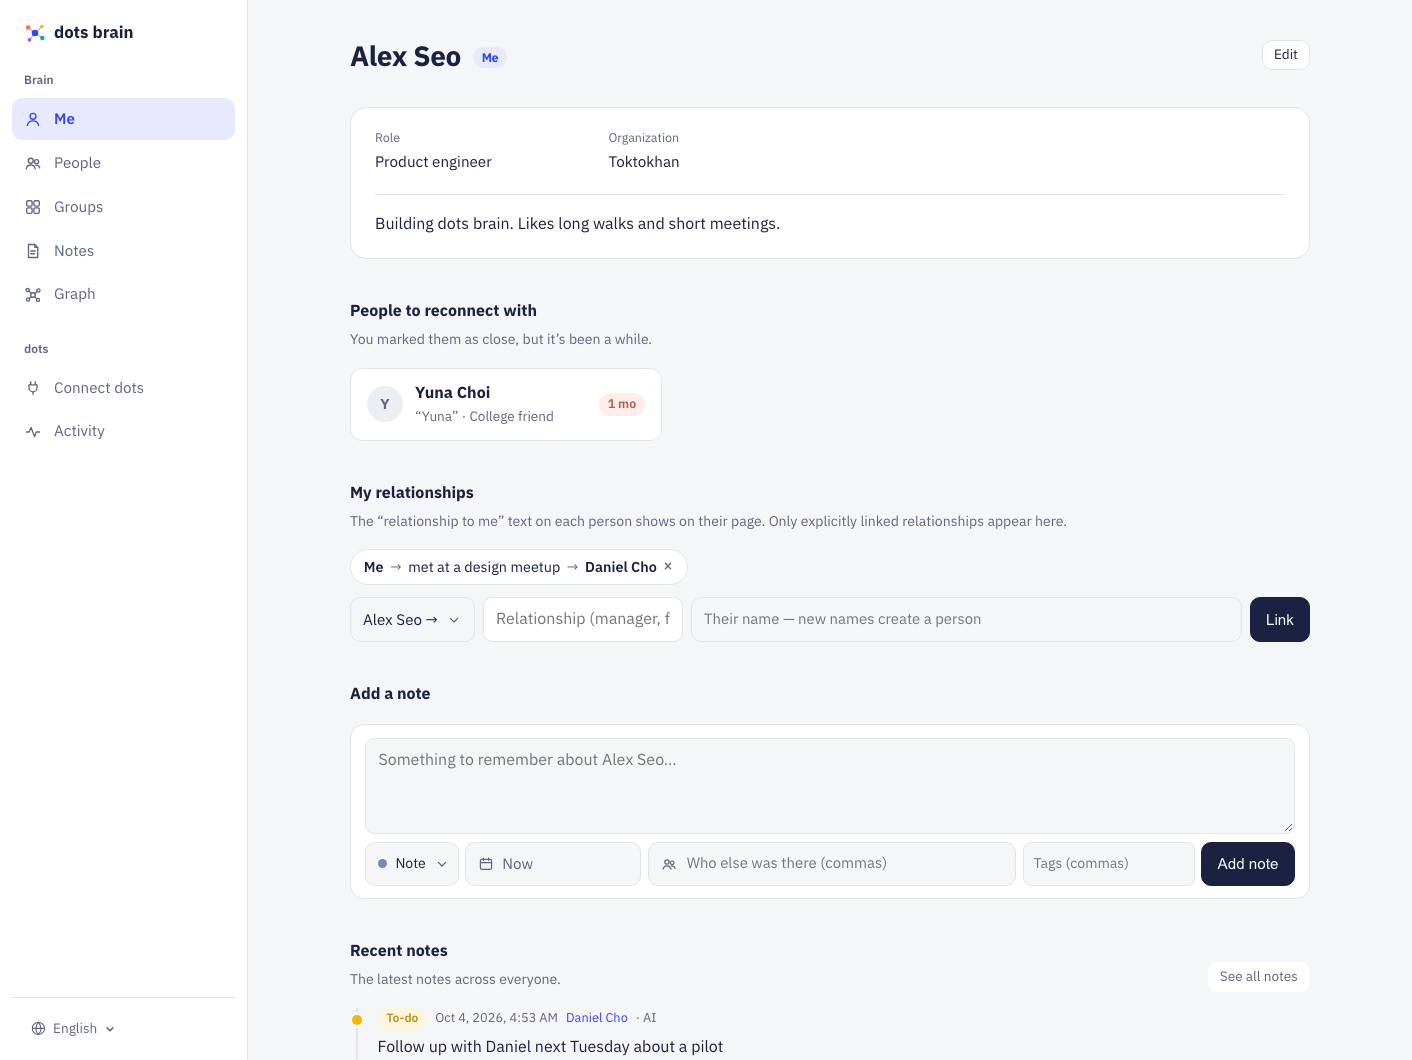 dots brain
Brain
Me
People
Groups
Notes
Graph
dots
Connect dots
Activity
English
Alex Seo Me
Edit
Role
Organization
Product engineer
Toktokhan
Building dots brain. Likes long walks and short meetings.
People to reconnect with
You marked them as close, but it’s been a while.
Y
Yuna Choi
“Yuna” · College friend
1 mo
My relationships
The “relationship to me” text on each person shows on their page. Only explicitly linked relationships appear here.
Me → met at a design meetup → Daniel Cho ×
Alex Seo →
Relationship (manager, f
Their name — new names create a person
Link
Add a note
Something to remember about Alex Seo...
Note
Now
Who else was there (commas)
Tags (commas)
Add note
Recent notes
The latest notes across everyone.
See all notes
To-do Oct 4, 2026, 4:53 AM Daniel Cho · AI
Follow up with Daniel next Tuesday about a pilot